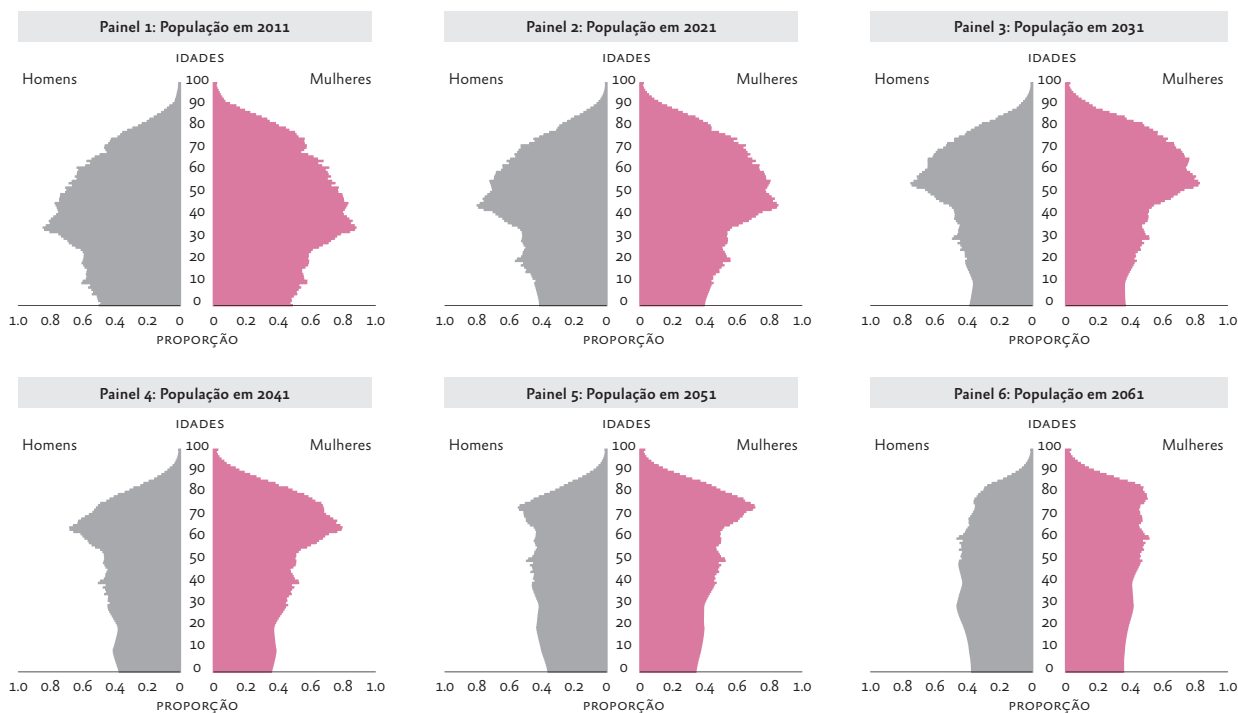 Painel 1: População em 2011
IDADES
Homens
100
Mulheres
90
80
70
60
50
40
30
20
10
0
1.0 0.8 0.6 0.4 0.2 0
0 0.2 0.4 0.6 0.8 1.0
PROPORÇÃO
Painel 2: População em 2021
IDADES
Homens
100
Mulheres
90
80
70
60
50
40
30
20
10
0
1.0 0.8 0.6 0.4 0.2 0
0 0.2 0.4 0.6 0.8 1.0
PROPORÇÃO
Painel 3: População em 2031
IDADES
Homens
100
Mulheres
90
80
70
60
50
40
30
20
10
0
1.0 0.8 0.6 0.4 0.2 0
0 0.2 0.4 0.6 0.8 1.0
PROPORÇÃO
Painel 4: População em 2041
IDADES
Homens
100
Mulheres
90
80
70
60
50
40
30
20
10
0
1.0 0.8 0.6 0.4 0.2 0
0 0.2 0.4 0.6 0.8 1.0
PROPORÇÃO
Painel 5: População em 2051
IDADES
Homens
100
Mulheres
90
80
70
60
50
40
30
20
10
0
1.0 0.8 0.6 0.4 0.2 0
0 0.2 0.4 0.6 0.8 1.0
PROPORÇÃO
Painel 6: População em 2061
IDADES
Homens
100
Mulheres
90
80
70
60
50
40
30
20
10
0
1.0 0.8 0.6 0.4 0.2 0
0 0.2 0.4 0.6 0.8 1.0
PROPORÇÃO